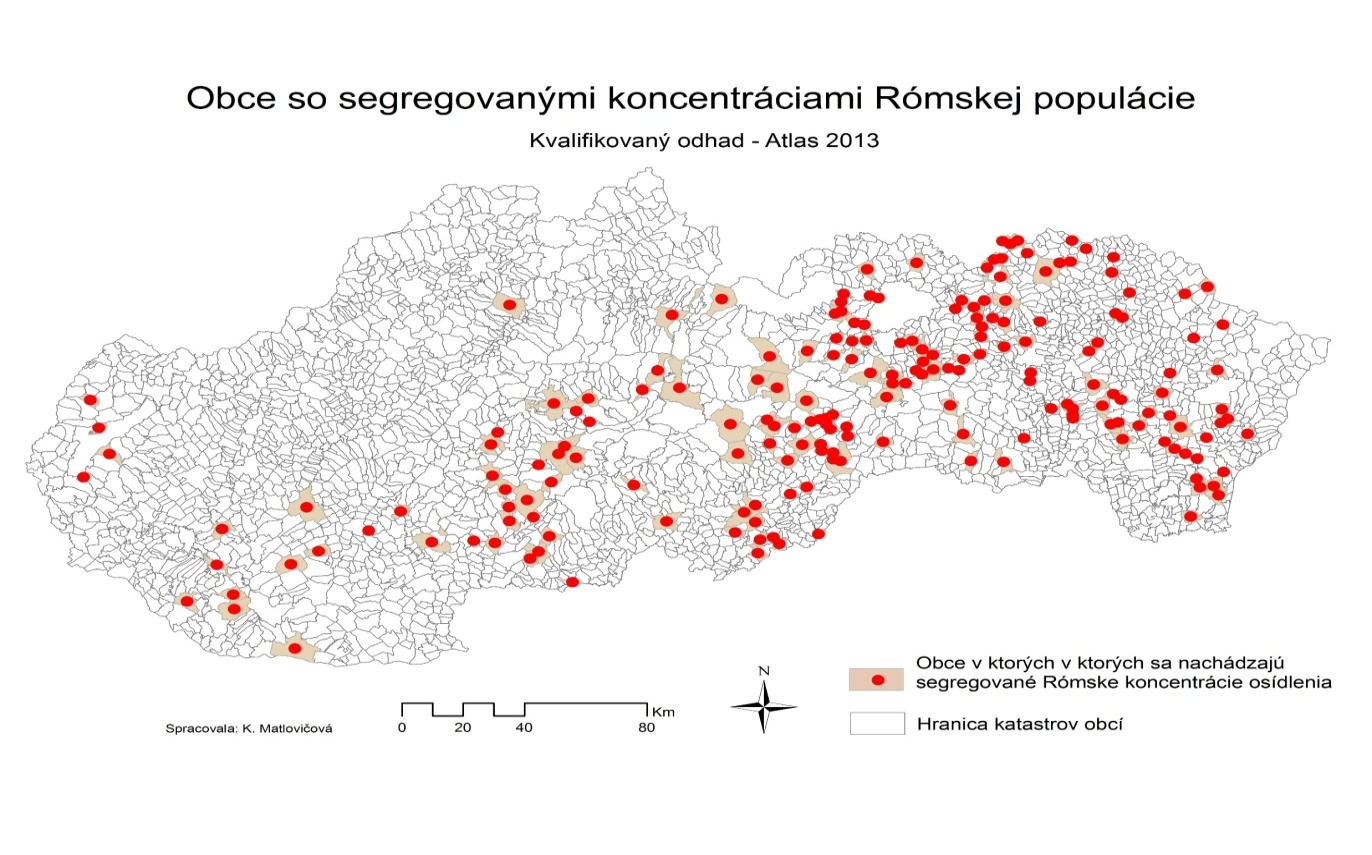 Obce so segregovanými koncentráciami Rómskej populácie
Kvalifikovaný odhad - Atlas 2013
N
Obce v ktorých v ktorých sa nachádzajú
segregované Rómske koncentrácie osídlenia
Hranica katastrov obcí
Km
0 20 40 80
Spracovala: K. Matlovičová